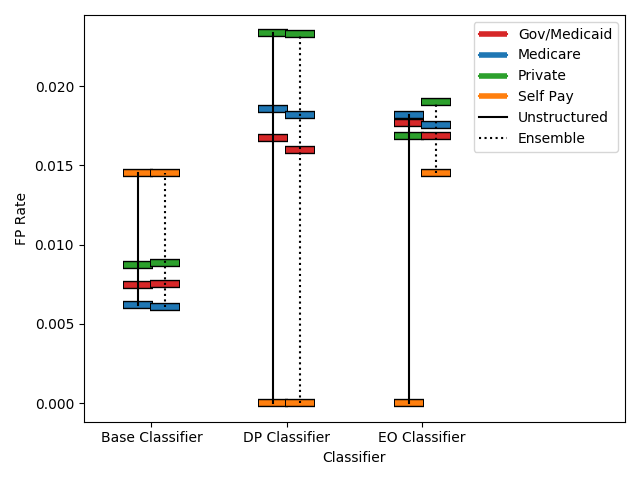 Gov/Medicaid
Medicare
Private
Self Pay
Unstructured
Ensemble
FP Rate
0.020
0.015
0.010
0.005
0.000
Base Classifier DP Classifier EO Classifier
Classifier